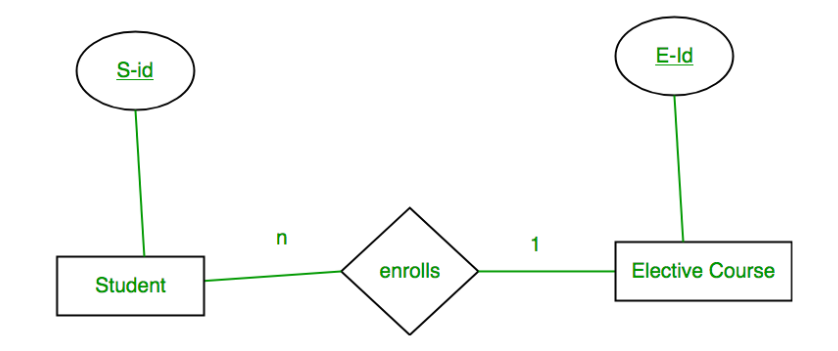 S-id
E-Id
n
1
Student
enrolls
Elective Course